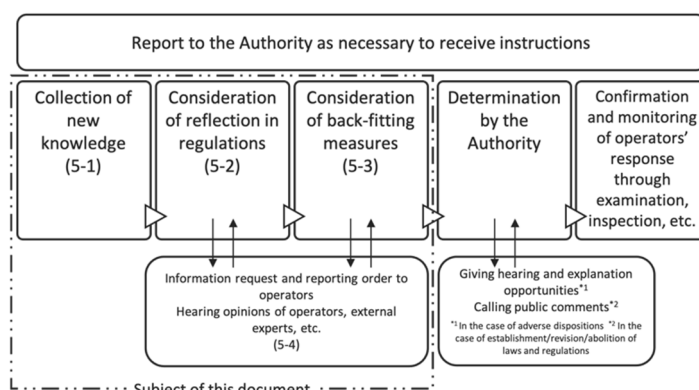 Report to the Authority as necessary to receive instructions
Collection of
new
knowledge
(5-1)
Consideration
of reflection in
regulations
(5-2)
Consideration
of back-fitting
measures
(5-3)
Determination
by the
Authority
Confirmation
and monitoring
of operators'
response
through
examination,
inspection, etc.
Information request and reporting order to
operators
Hearing opinions of operators, external
experts, etc.
(5-4)
Giving hearing and explanation
opportunities*1
Calling public comments*2
*1 In the case of adverse dispositions *2 In the
case of establishment/revision/abolition of
laws and regulations
Subject of this document